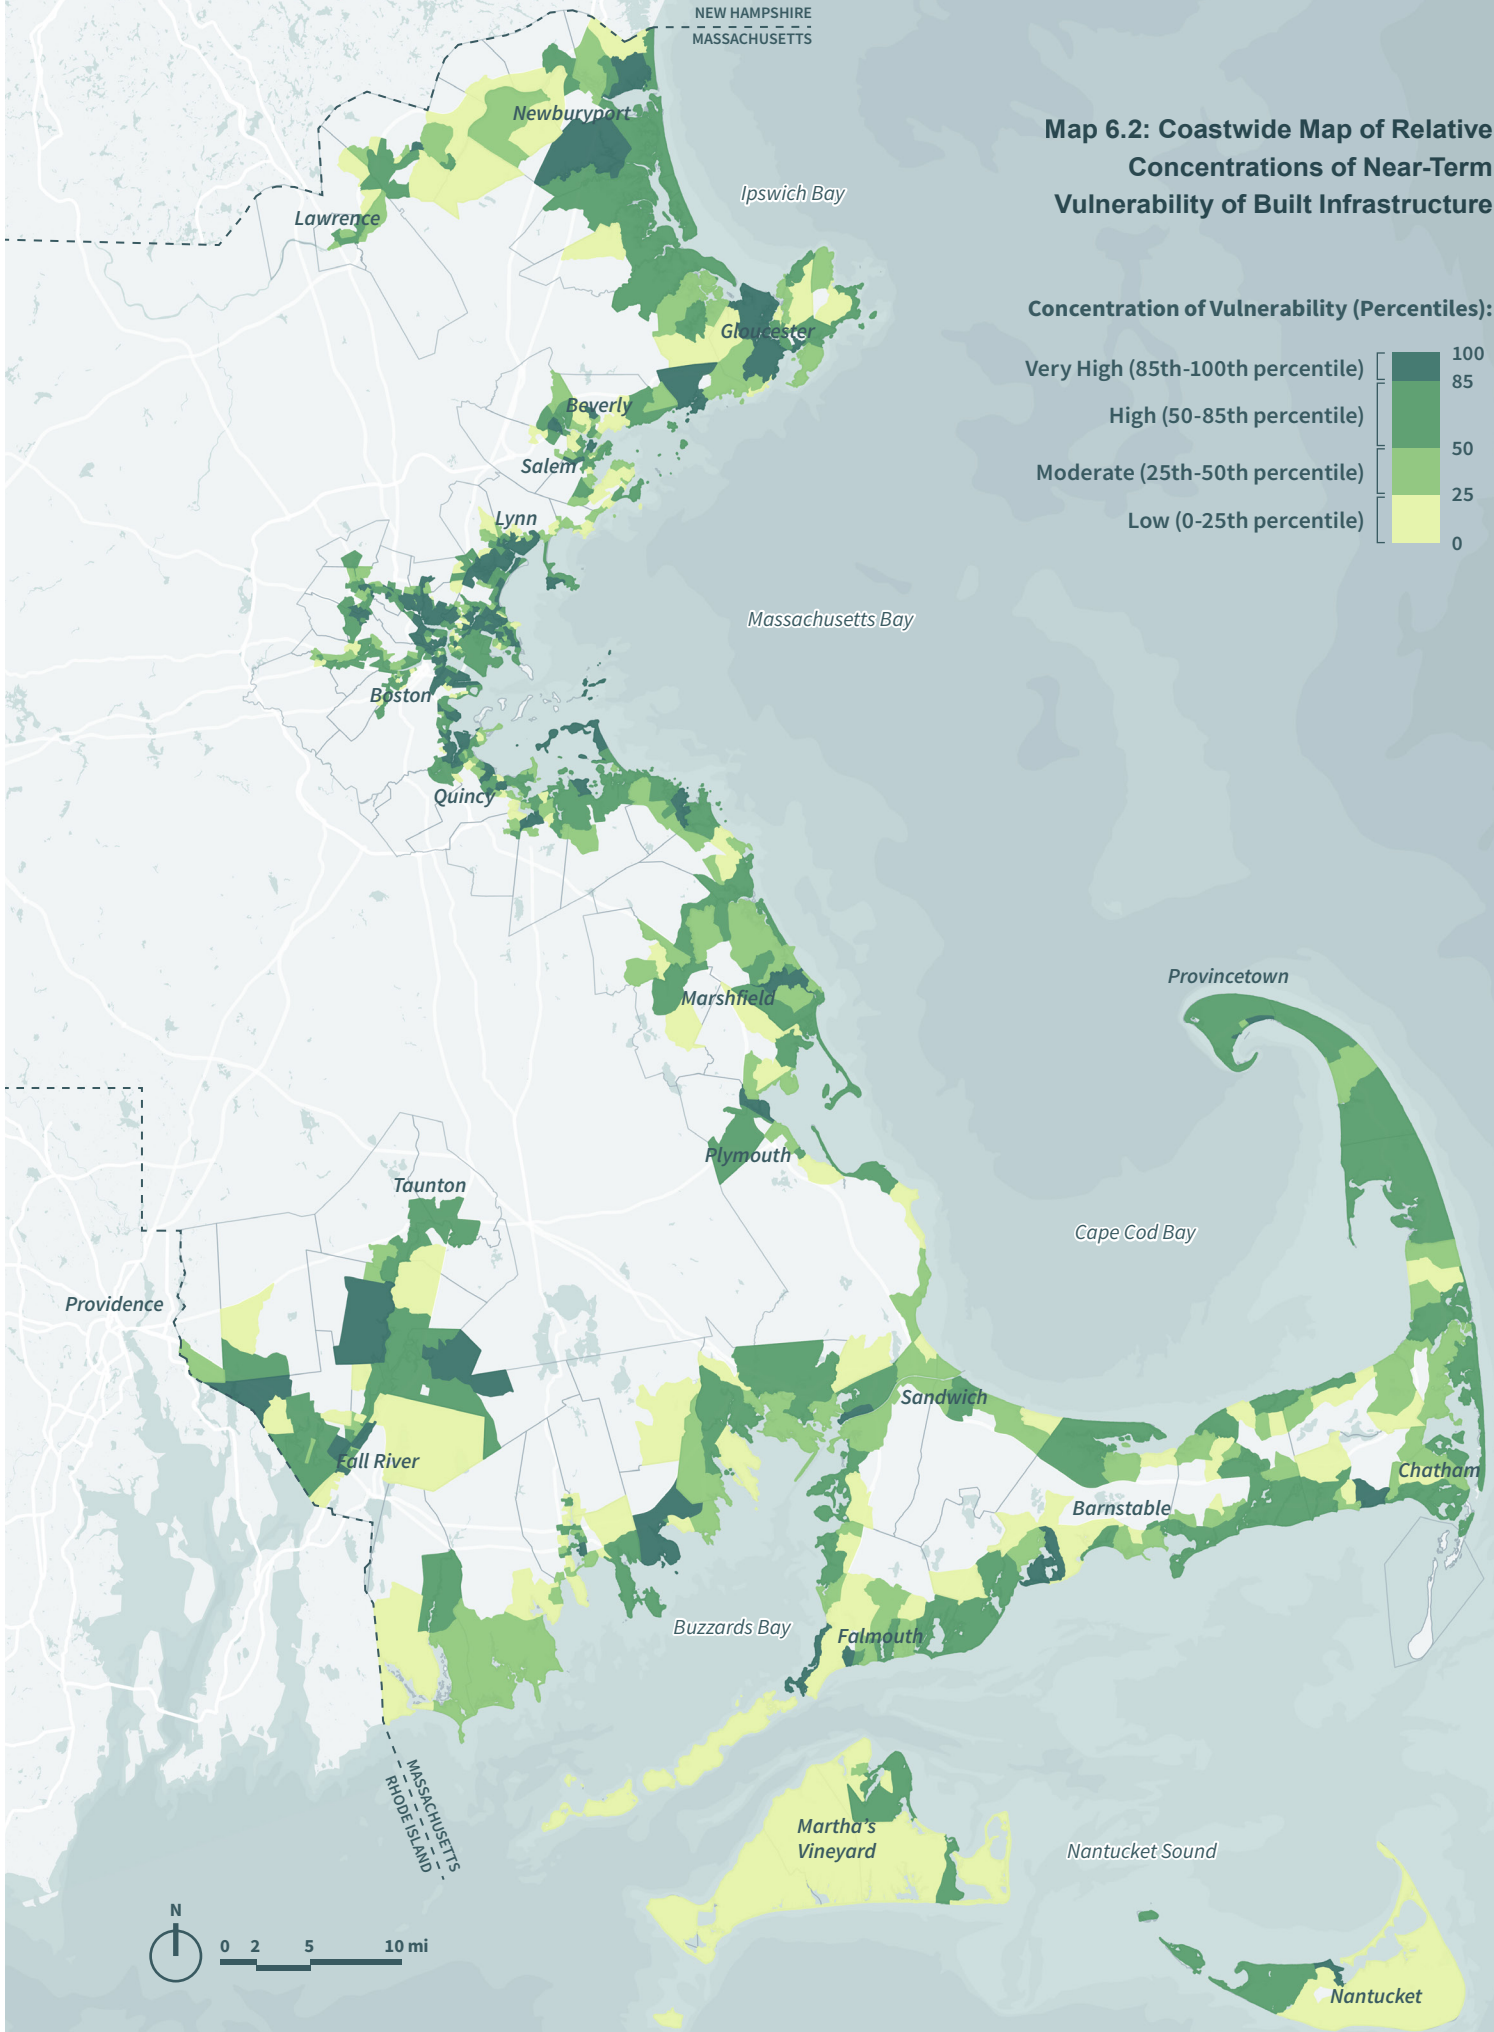 NEW HAMPSHIRE
MASSACHUSETTS
Newburyport
Map 6.2: Coastwide Map of Relative
Concentrations of Near-Term
Vulnerability of Built Infrastructure
Ipswich Bay
Lawrence
Concentration of Vulnerability (Percentiles):
Gloucester
Very High (85th-100th percentile)
100
85
High (50-85th percentile)
50
Moderate (25th-50th percentile)
25
Low (0-25th percentile)
0
Beverly
Salem
Lynn
Massachusetts Bay
Boston
Quincy
Provincetown
Marshfield
Plymouth
Taunton
Cape Cod Bay
Providence
Sandwich
Fall River
Chatham
Barnstable
Buzzards Bay
Falmouth
MASSACHUSETTS
RHODE ISLAND
Martha's
Vineyard
Nantucket Sound
N
0 2 5 10 mi
Nantucket